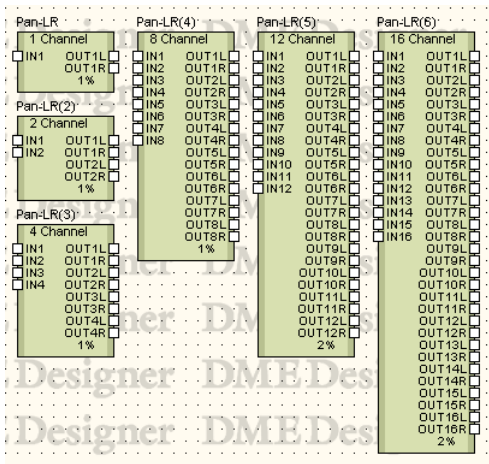 Pan-LR
1 Channel
IN1 OUT1L
OUT1R
1%
Pan-LR(2)
2 Channel
IN1 OUT1L
IN2 OUT1R
OUT2L
OUT2R
1%
Pan-LR(3)
4 Channel
IN1 OUT1L
IN2 OUT1R
IN3 OUT2L
IN4 OUT2R
OUT3L
OUT3R
OUT4L
OUT4R
1%
Pan-LR(4)
8 Channel
IN1 OUT1L
IN2 OUT1R
IN3 OUT2L
IN4 OUT2R
IN5 OUT3L
IN6 OUT3R
IN7 OUT4L
IN8 OUT4R
OUT5L
OUT5R
OUT6L
OUT6R
OUT7L
OUT7R
OUT8L
OUT8R
1%
Pan-LR(5)
12 Channel
IN1 OUT1L
IN2 OUT1R
IN3 OUT2L
IN4 OUT2R
IN5 OUT3L
IN6 OUT3R
IN7 OUT4L
IN8 OUT4R
IN9 OUT5L
IN10 OUT5R
IN11 OUT6L
IN12 OUT6R
OUT7L
OUT7R
OUT8L
OUT8R
OUT9L
OUT9R
OUT10L
OUT10R
OUT11L
OUT11R
OUT12L
OUT12R
2%
Pan-LR(6)
16 Channel
IN1 OUT1L
IN2 OUT1R
IN3 OUT2L
IN4 OUT2R
IN5 OUT3L
IN6 OUT3R
IN7 OUT4L
IN8 OUT4R
IN9 OUT5L
IN10 OUT5R
IN11 OUT6L
IN12 OUT6R
IN13 OUT7L
IN14 OUT7R
IN15 OUT8L
IN16 OUT8R
OUT9L
OUT9R
OUT10L
OUT10R
OUT11L
OUT11R
OUT12L
OUT12R
OUT13L
OUT13R
OUT14L
OUT14R
OUT15L
OUT15R
OUT16L
OUT16R
2%
Designer DME Des
Designer DME Des